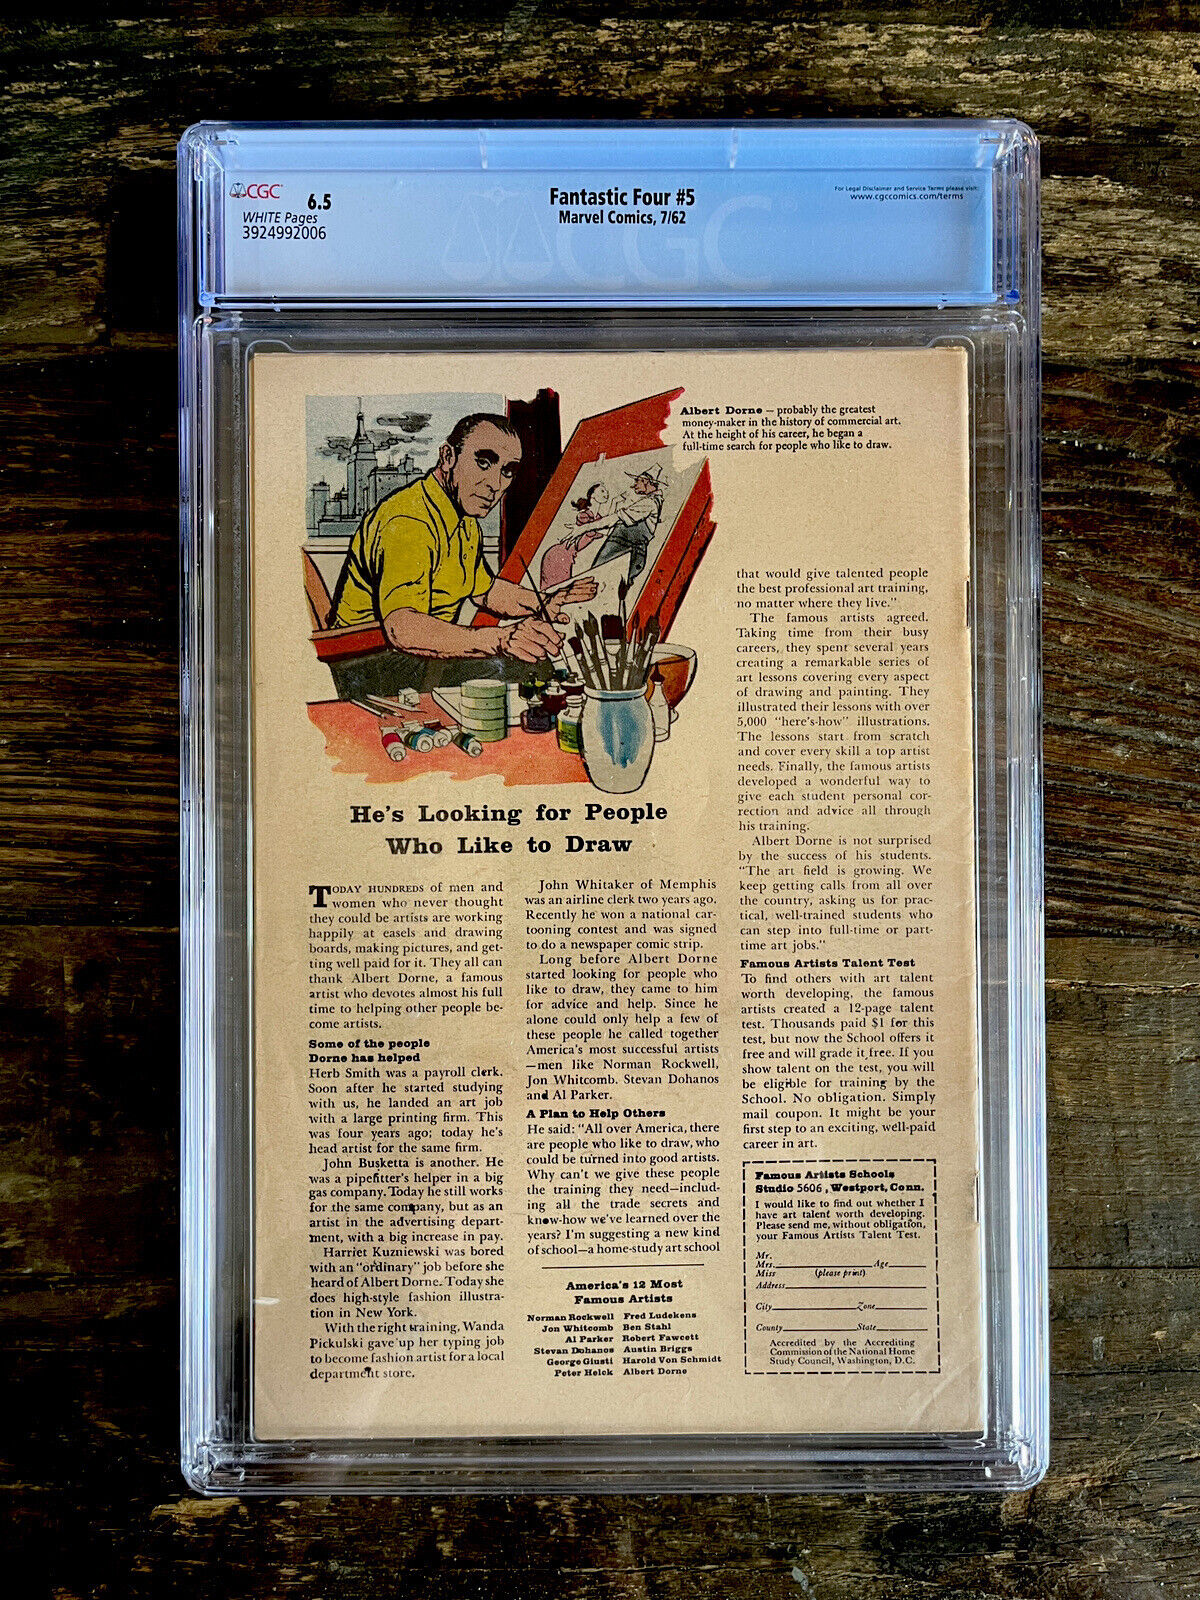 CGC
6.5
WHITE Pages
3924992006
Fantastic Four #5
Marvel Comics, 7/62
For Legal Disclaimer and Service Terms please visit:
www.cgccomics.com/terms
CGC
Albert Dorne — probably the greatest
money-maker in the history of commercial art.
At the height of his career, he began a
full-time search for people who like to draw.
He's Looking for People
Who Like to Draw
TODAY HUNDREDS of men and
women who never thought
they could be artists are working
happily at easels and drawing
boards, making pictures, and get-
ting well paid for it. They all can
thank Albert Dorne, a famous
artist who devotes almost his full
time to helping other people be-
come artists.
Some of the people
Dorne has helped
Herb Smith was a payroll clerk.
Soon after he started studying
with us, he landed an art job
with a large printing firm. This
was four years ago; today he's
head artist for the same firm.
John Busketta is another. He
was a pipefitter's helper in a big
gas company. Today he still works
for the same company, but as an
artist in the advertising depart-
ment, with a big increase in pay.
Harriet Kuzniewski was bored
with an "ordinary" job before she
heard of Albert Dorne. Today she
does high-style fashion illustra-
tion in New York.
With the right training, Wanda
Pickulski gave up her typing job
to become fashion artist for a local
department store.
John Whitaker of Memphis
was an airline clerk two years ago.
Recently he won a national car-
tooning contest and was signed
to do a newspaper comic strip.
Long before Albert Dorne
started looking for people who
like to draw, they came to him
for advice and help. Since he
alone could only help a few of
these people he called together
America's most successful artists
—men like Norman Rockwell,
Jon Whitcomb. Stevan Dohanos
and Al Parker.
A Plan to Help Others
He said: "All over America, there
are people who like to draw, who
could be turned into good artists.
Why can't we give these people
the training they need—includ-
ing all the trade secrets and
know-how we've learned over the
years? I'm suggesting a new kind
of school—a home-study art school
America's 12 Most
Famous Artists
Norman Rockwell Fred Ludekens
Jon Whitcomb Ben Stahl
Al Parker Robert Fawcett
Stevan Dohanos Austin Briggs
George Giusti Harold Von Schmidt
Peter Helck Albert Dorne
that would give talented people
the best professional art training,
no matter where they live."
The famous artists agreed.
Taking time from their busy
careers, they spent several years
creating a remarkable series of
art lessons covering every aspect
of drawing and painting. They
illustrated their lessons with over
5,000 "here's-how" illustrations.
The lessons start from scratch
and cover every skill a top artist
needs. Finally, the famous artists
developed a wonderful way to
give each student personal cor-
rection and advice all through
his training.
Albert Dorne is not surprised
by the success of his students.
"The art field is growing. We
keep getting calls from all over
the country, asking us for prac-
tical, well-trained students who
can step into full-time or part-
time art jobs."
Famous Artists Talent Test
To find others with art talent
worth developing, the famous
artists created a 12-page talent
test. Thousands paid $1 for this
test, but now the School offers it
free and will grade it free. If you
show talent on the test, you will
be eligible for training by the
School. No obligation. Simply
mail coupon. It might be your
first step to an exciting, well-paid
career in art.
Famous Artists Schools
Studio 5606, Westport, Conn.
I would like to find out whether I
have art talent worth developing.
Please send me, without obligation,
your Famous Artists Talent Test.
Mr.
Mrs. Age
Miss (please print)
Address
City Zone
County State
Accredited by the Accrediting
Commission of the National Home
Study Council, Washington, D.C.